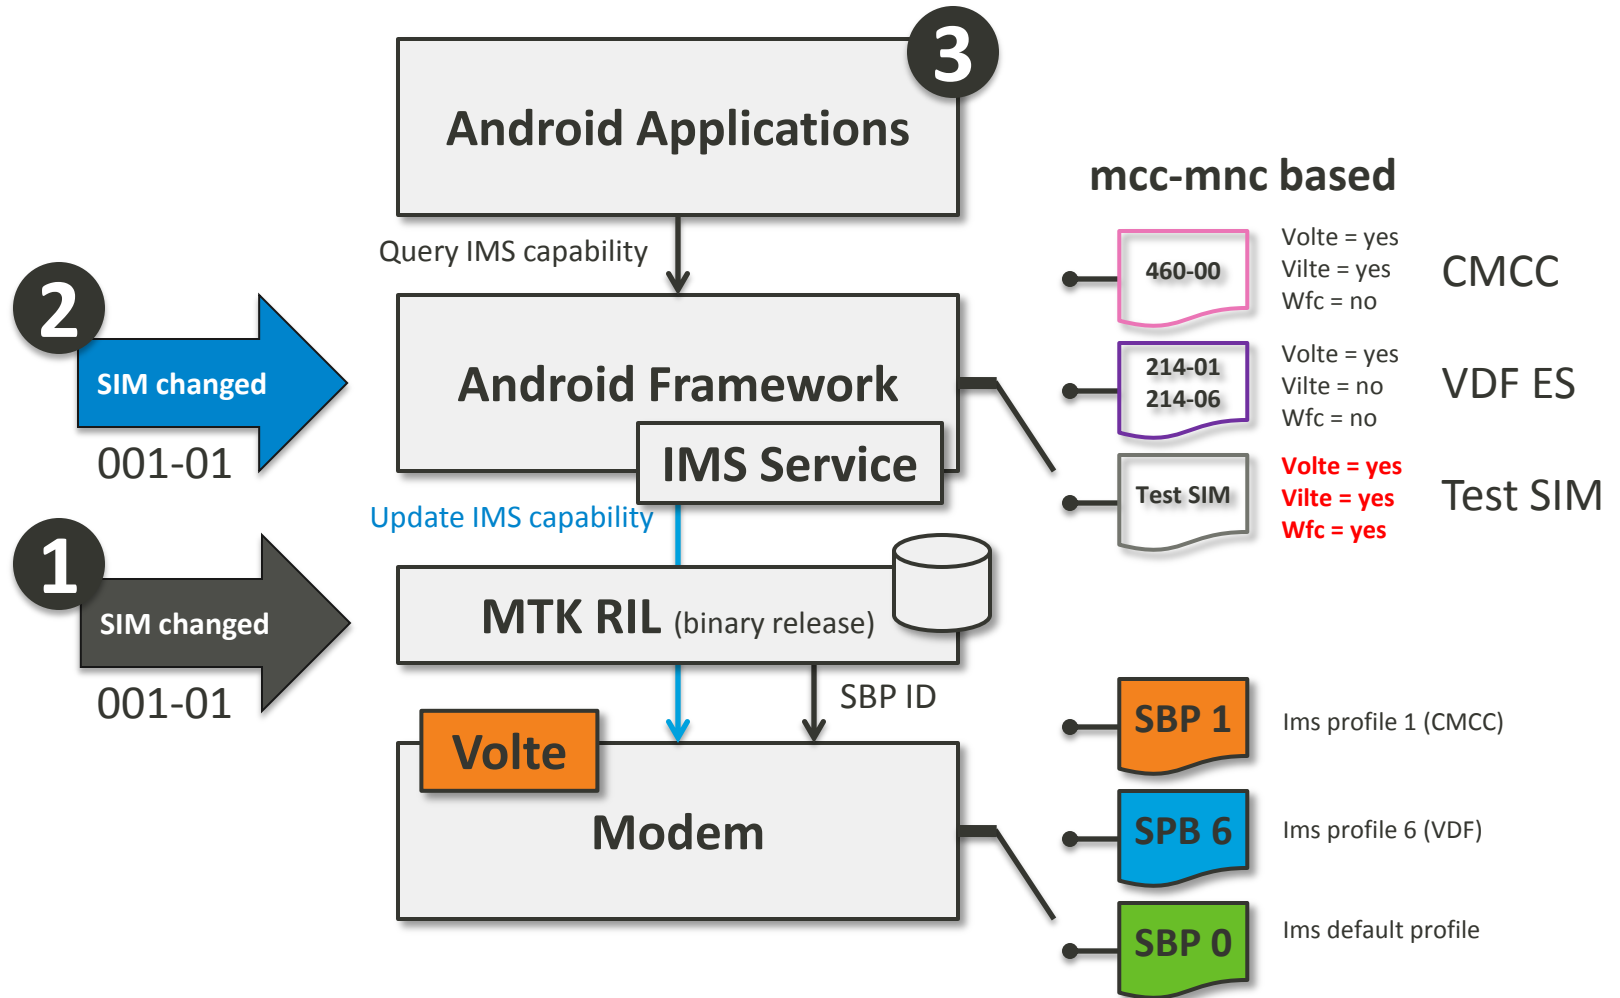 3
Android Applications
mcc-mnc based
Query IMS capability
460-00
Volte = yes
Vilte = yes
Wfc = no
CMCC
2
SIM changed
001-01
Android Framework
IMS Service
214-01
214-06
Volte = yes
Vilte = no
Wfc = no
VDF ES
Test SIM
Volte = yes
Vilte = yes
Wfc = yes
Test SIM
Update IMS capability
1
SIM changed
001-01
MTK RIL (binary release)
SBP ID
Volte
Modem
SBP 1
Ims profile 1 (CMCC)
SPB 6
Ims profile 6 (VDF)
SBP 0
Ims default profile